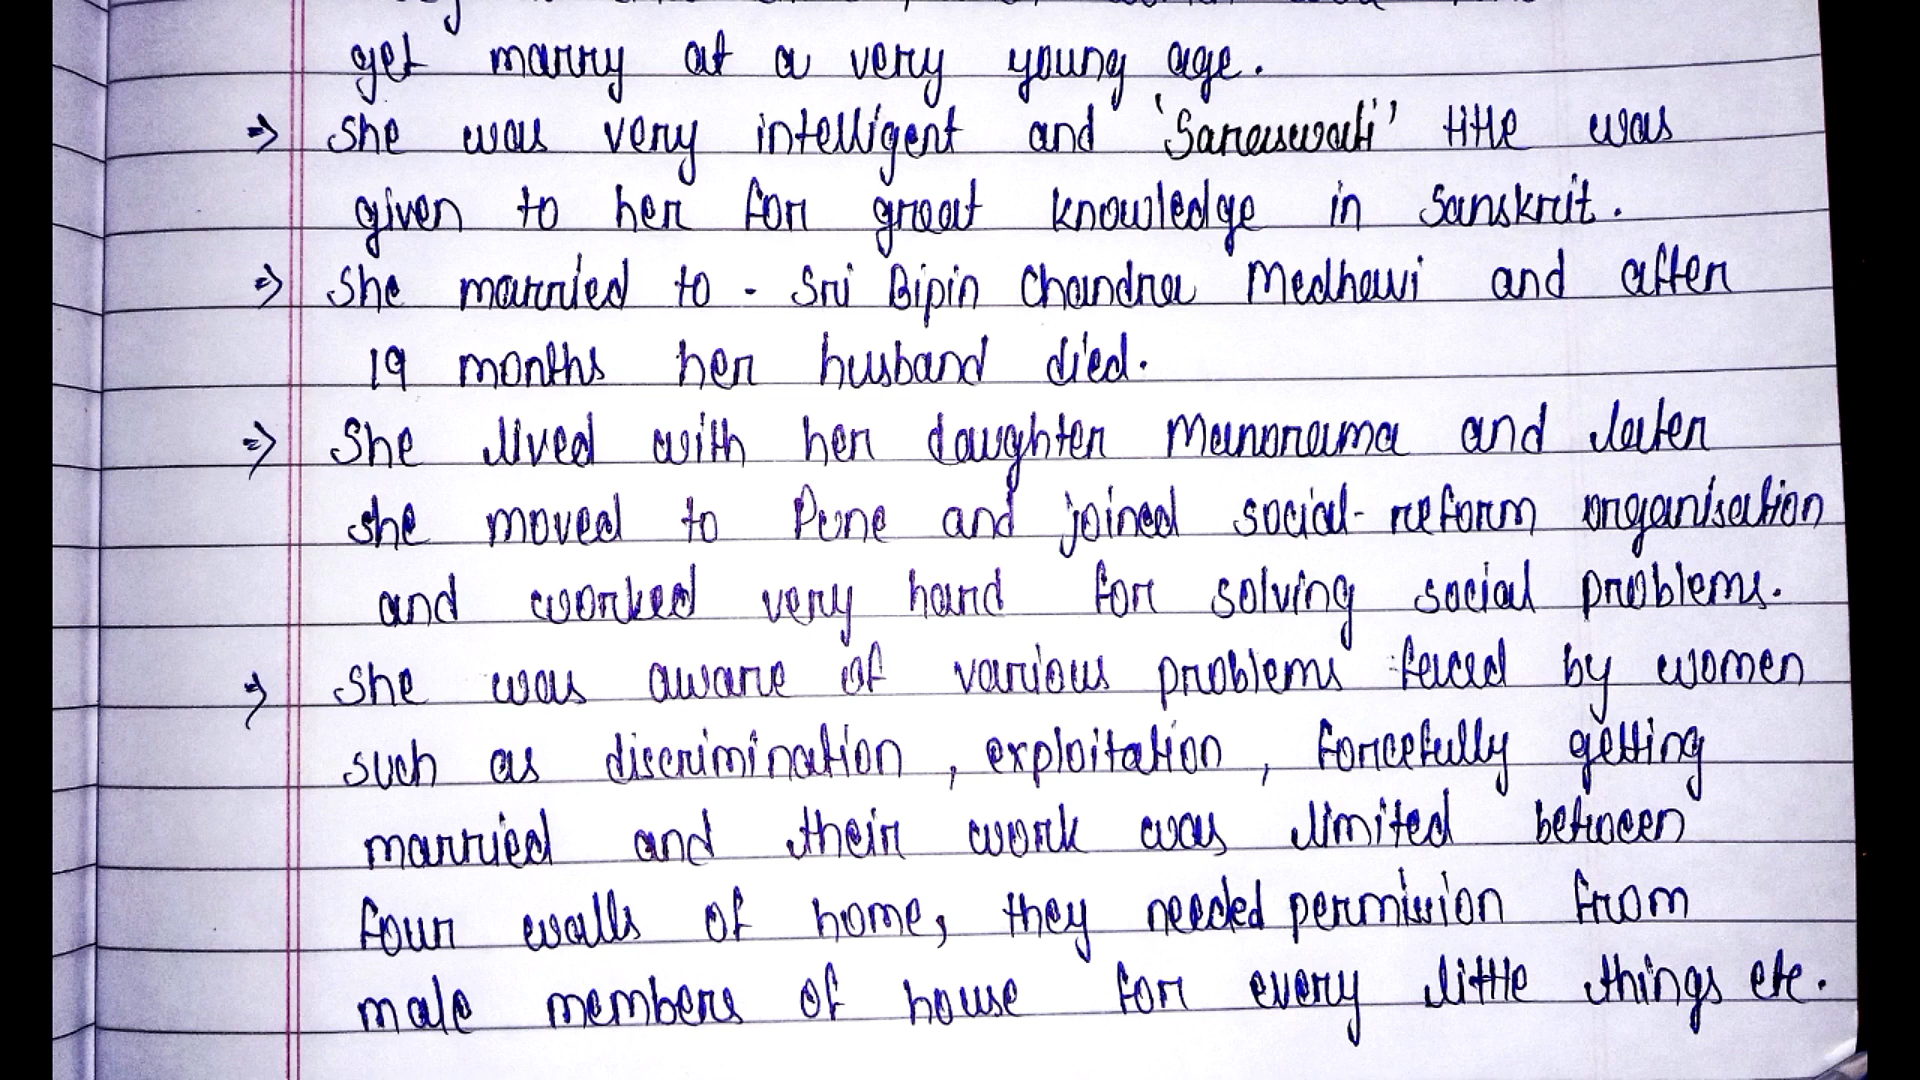 get marry at a very young age.
⇒ She was very intelligent and 'Saraswati' title was
given to her for great knowledge in Sanskrit.
⇒ She married to - Sri Bipin Chandra Medhavi and after
19 months her husband died.
⇒ She lived with her daughter Manorama and later
she moved to Pune and joined social-reform organisation
and worked very hard for solving social problems.
⇒ She was aware of various problems faced by women
such as discrimination, exploitation, forcefully getting
married and their work was limited between
four walls of home, they needed permission from
male members of house for every little things etc.